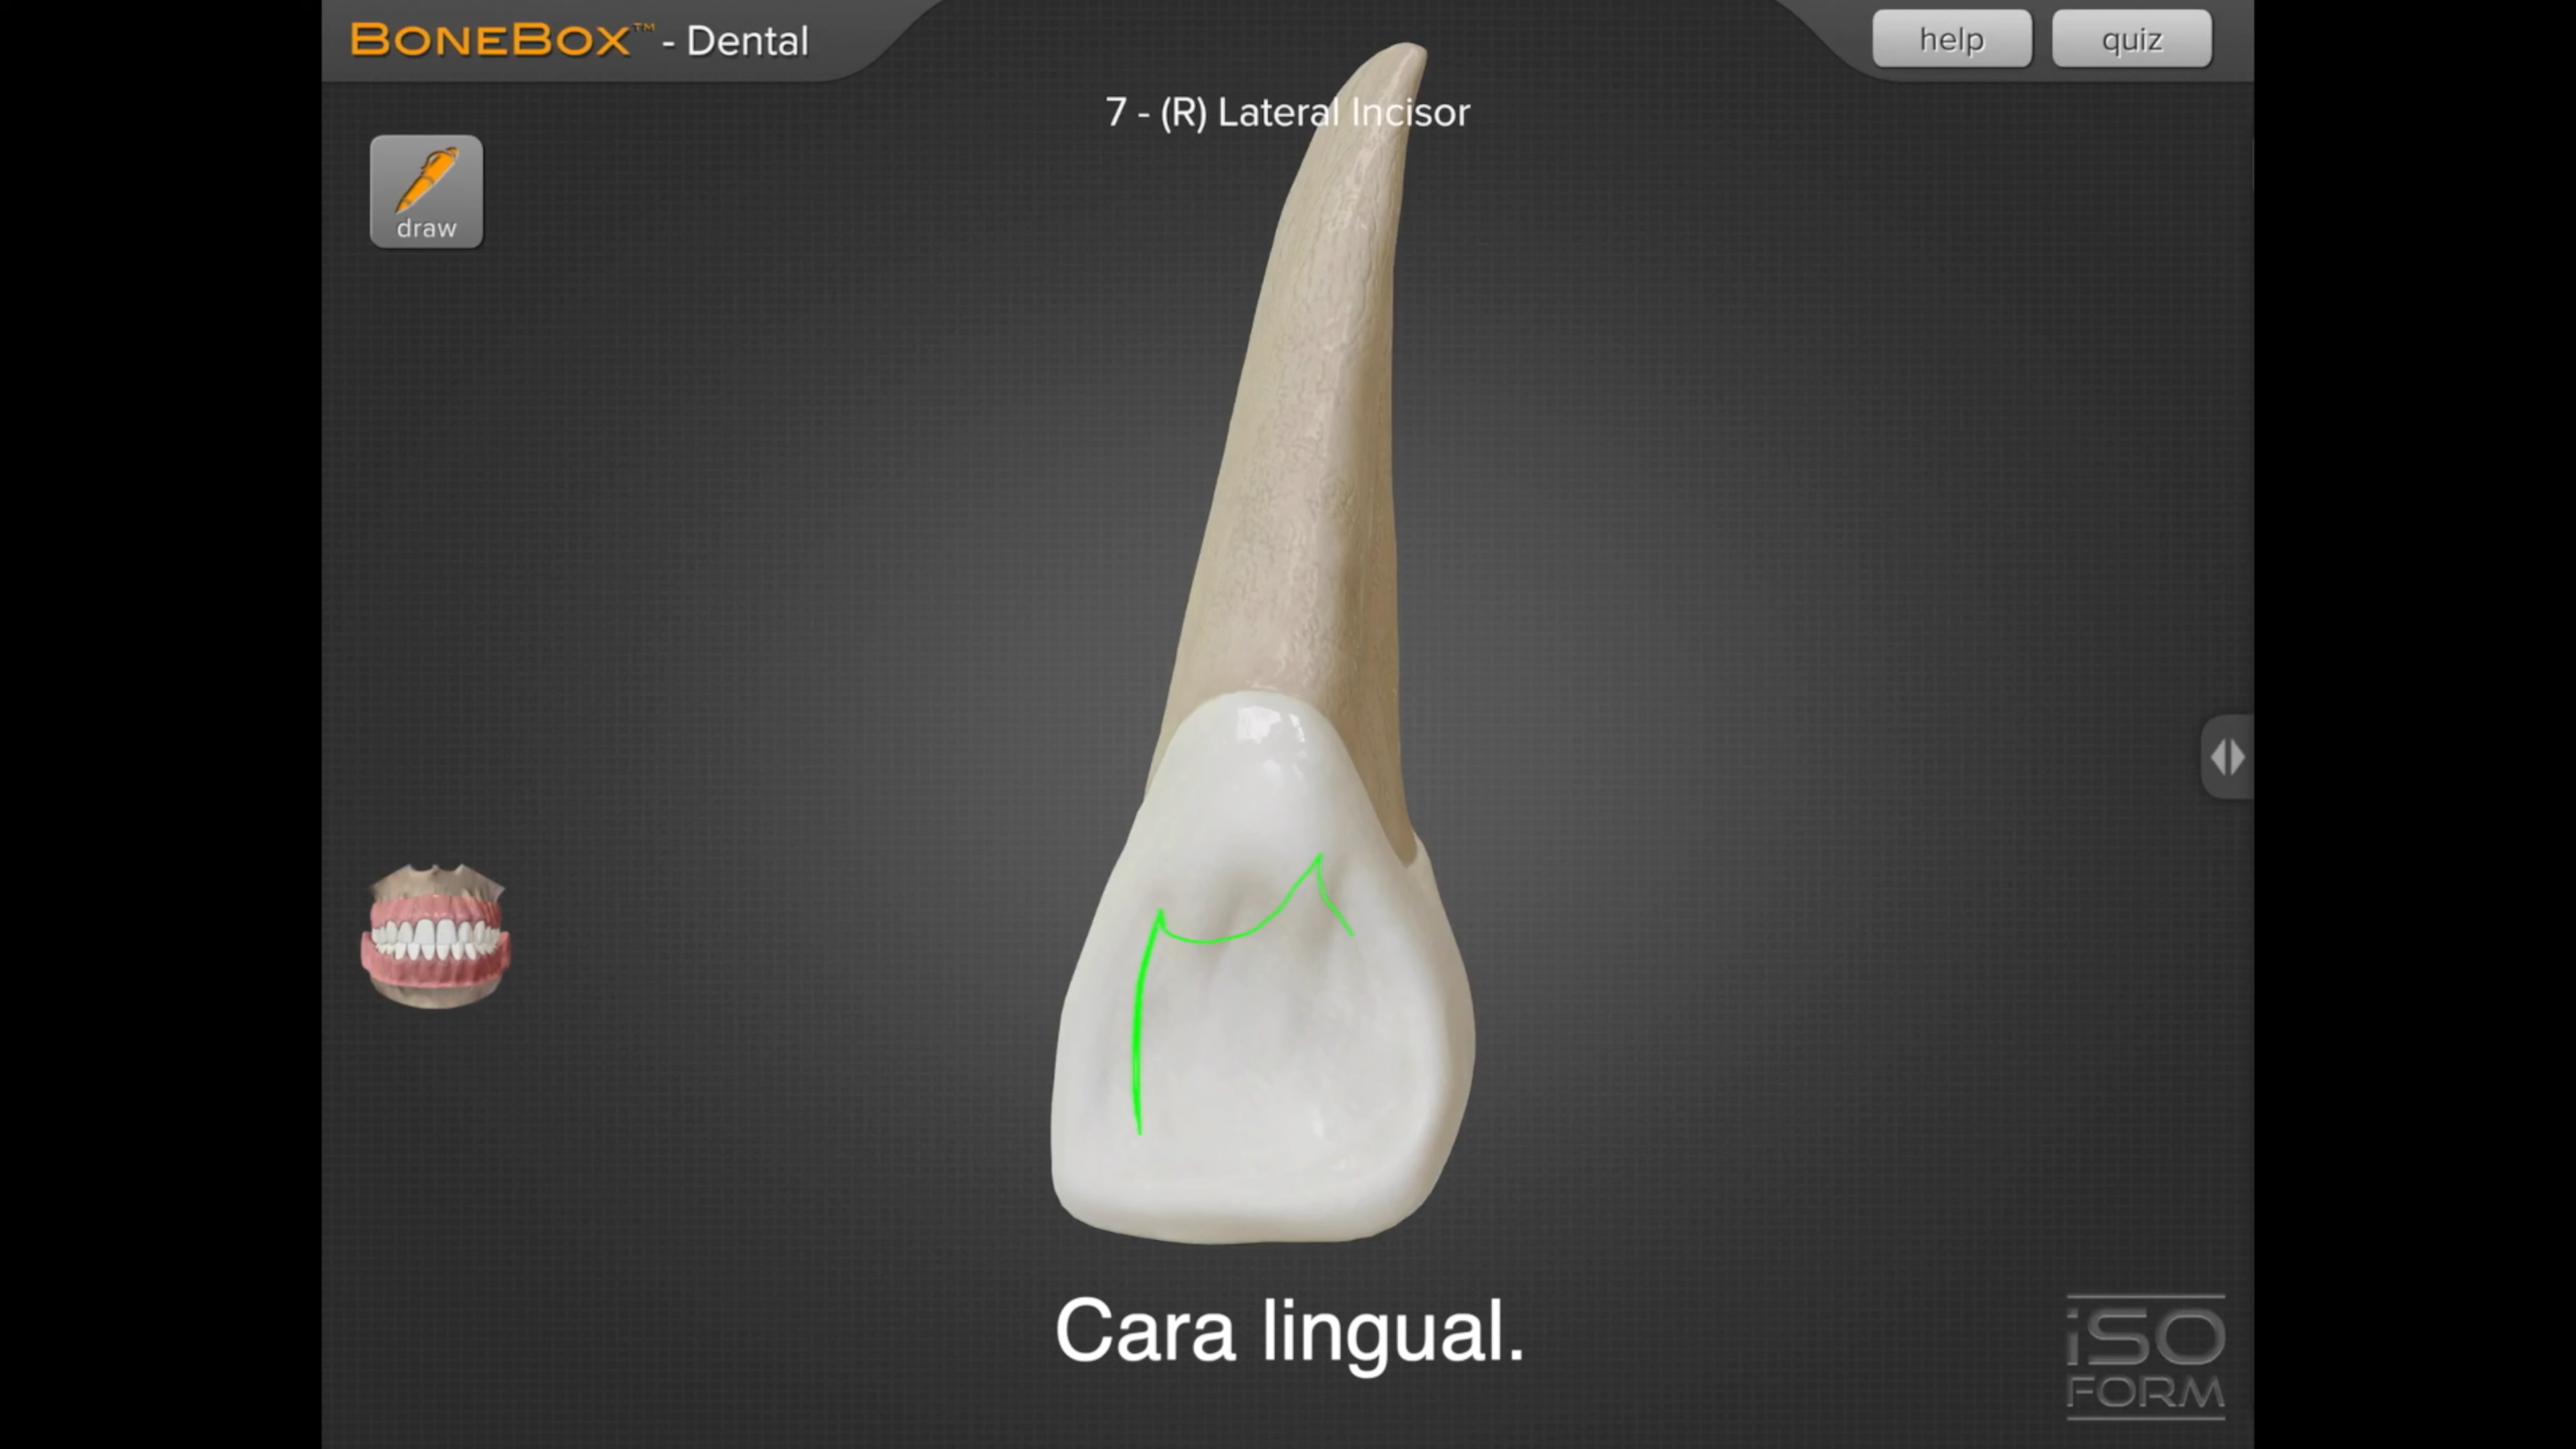 BONEBOX™ - Dental
help
quiz
7 - (R) Lateral Incisor
draw
Cara lingual.
iSO
FORM